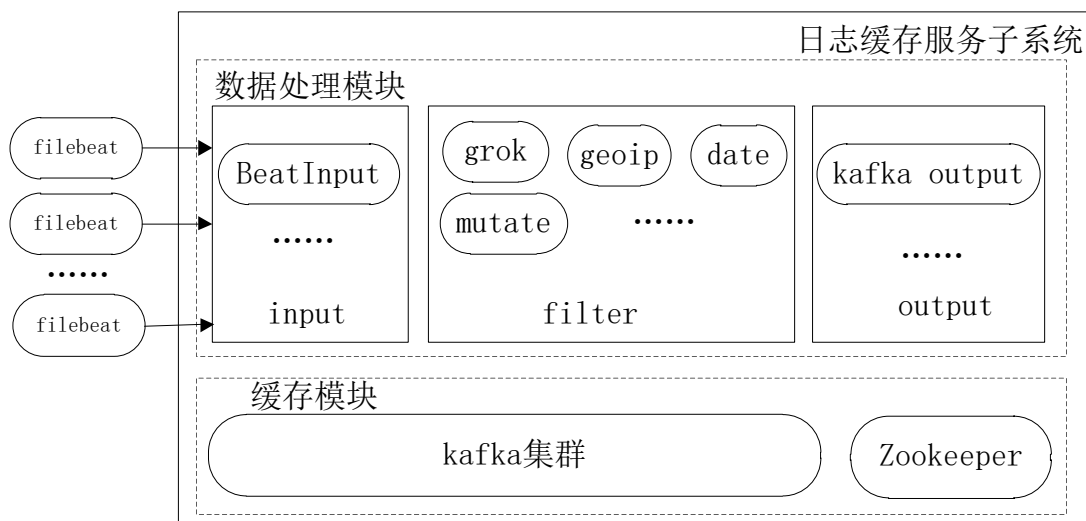 日志缓存服务子系统
数据处理模块
filebeat
filebeat
......
filebeat
BeatInput
......
input
grok
geoip
date
mutate
......
filter
kafka output
......
output
缓存模块
kafka集群
Zookeeper